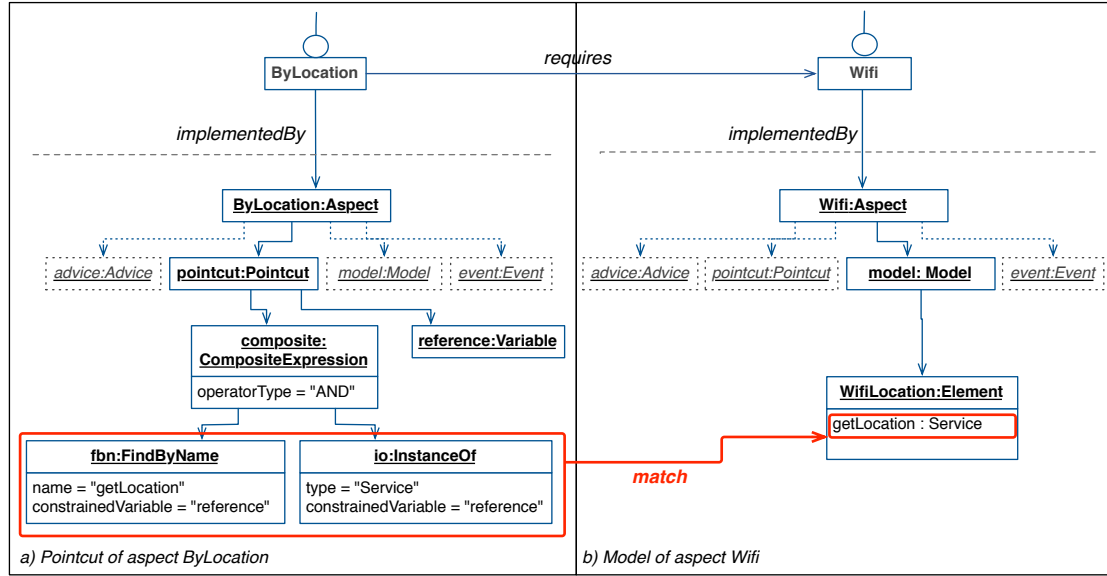 ByLocation
requires
Wifi
implementedBy
implementedBy
ByLocation:Aspect
Wifi:Aspect
advice:Advice
pointcut:Pointcut
model:Model
event:Event
advice:Advice
pointcut:Pointcut
model: Model
event:Event
composite:
CompositeExpression
operatorType = "AND"
reference:Variable
WifiLocation:Element
getLocation : Service
fbn:FindByName
name = "getLocation"
constrainedVariable = "reference"
io:InstanceOf
type = "Service"
constrainedVariable = "reference"
match
a) Pointcut of aspect ByLocation
b) Model of aspect Wifi